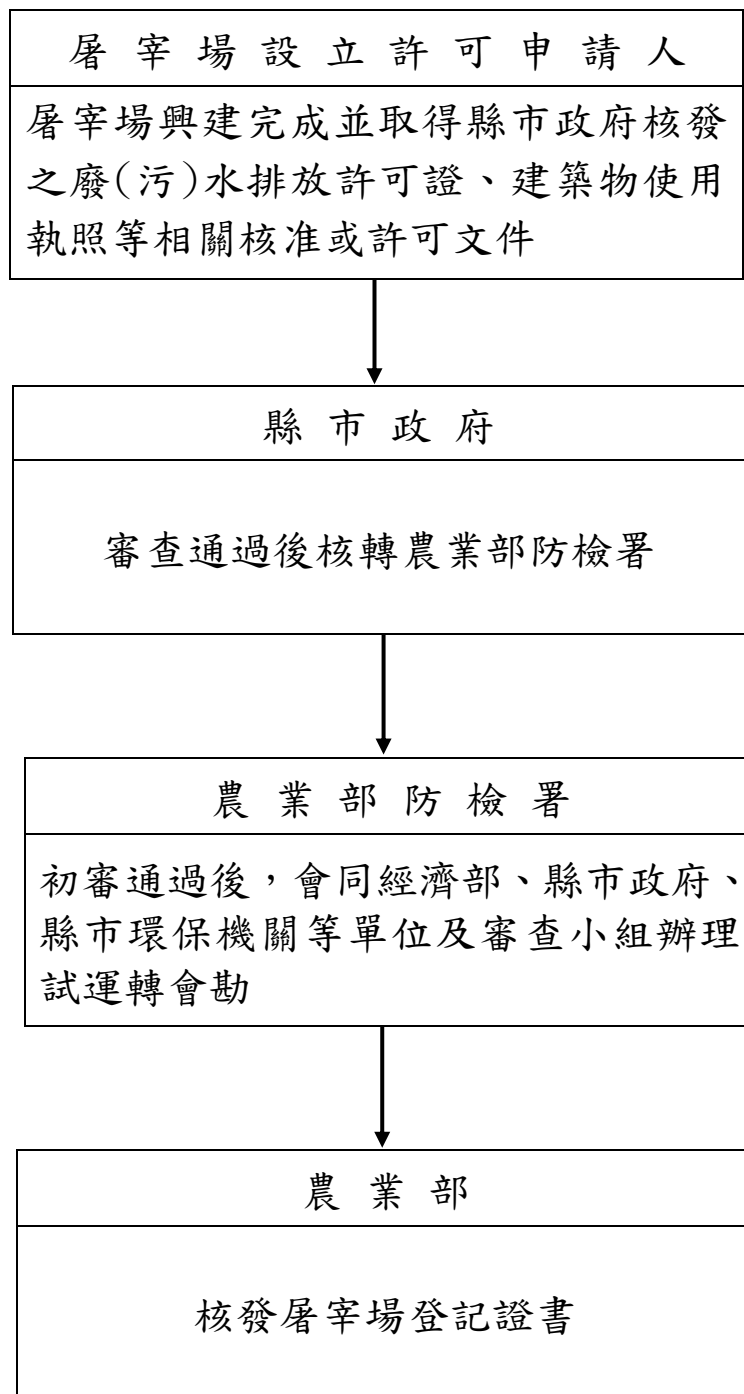 屠宰場設立許可申請人
屠宰場興建完成並取得縣市政府核發
之廢(污)水排放許可證、建築物使用
執照等相關核准或許可文件
縣市政府
審查通過後核轉農業部防檢署
農業部防檢署
初審通過後，會同經濟部、縣市政府、
縣市環保機關等單位及審查小組辦理
試運轉會勘
農業部
核發屠宰場登記證書